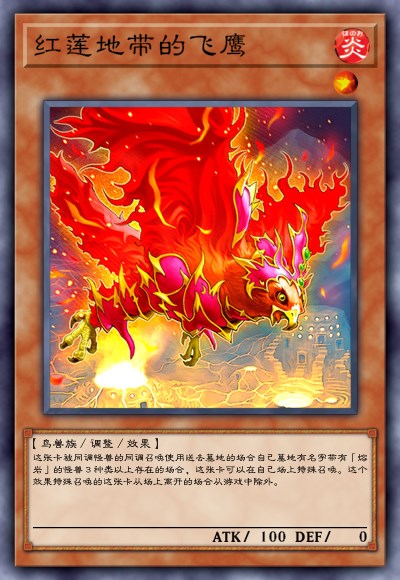 红莲地带的飞鹰
ほのお
炎
【鸟兽族/调整/效果】
这张卡被同调怪兽的同调召唤使用送去墓地的场合自己墓地有名字带有「熔
岩」的怪兽3种类以上存在的场合，这张卡可以在自己场上特殊召唤。这个
效果特殊召唤的这张卡从场上离开的场合从游戏中除外。
ATK/ 100 DEF/ 0